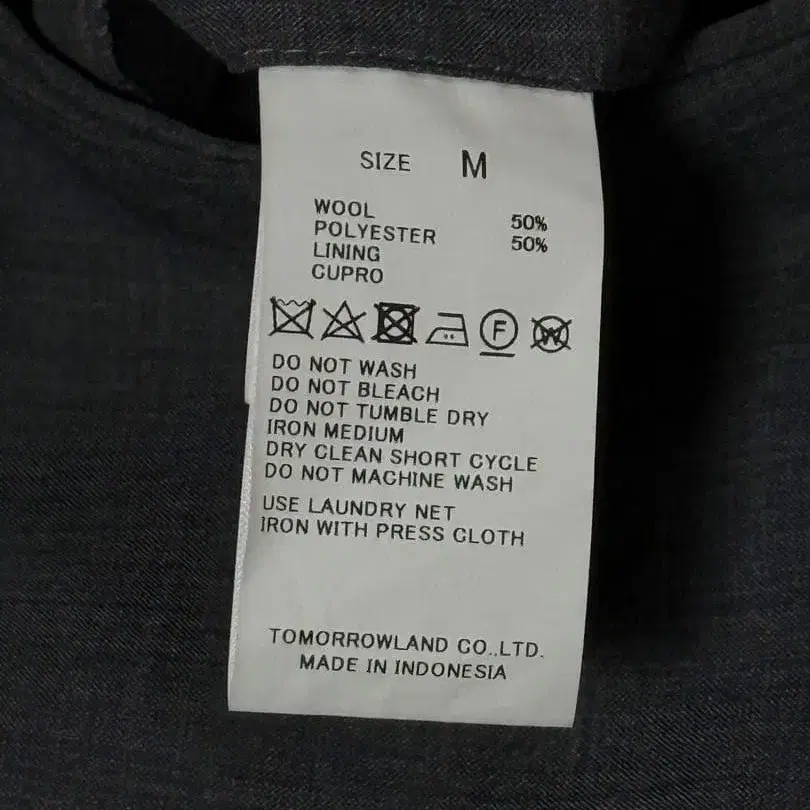 SIZE M
WOOL 50%
POLYESTER 50%
LINING
CUPRO
F W
DO NOT WASH
DO NOT BLEACH
DO NOT TUMBLE DRY
IRON MEDIUM
DRY CLEAN SHORT CYCLE
DO NOT MACHINE WASH
USE LAUNDRY NET
IRON WITH PRESS CLOTH
TOMORROWLAND CO.,LTD.
MADE IN INDONESIA